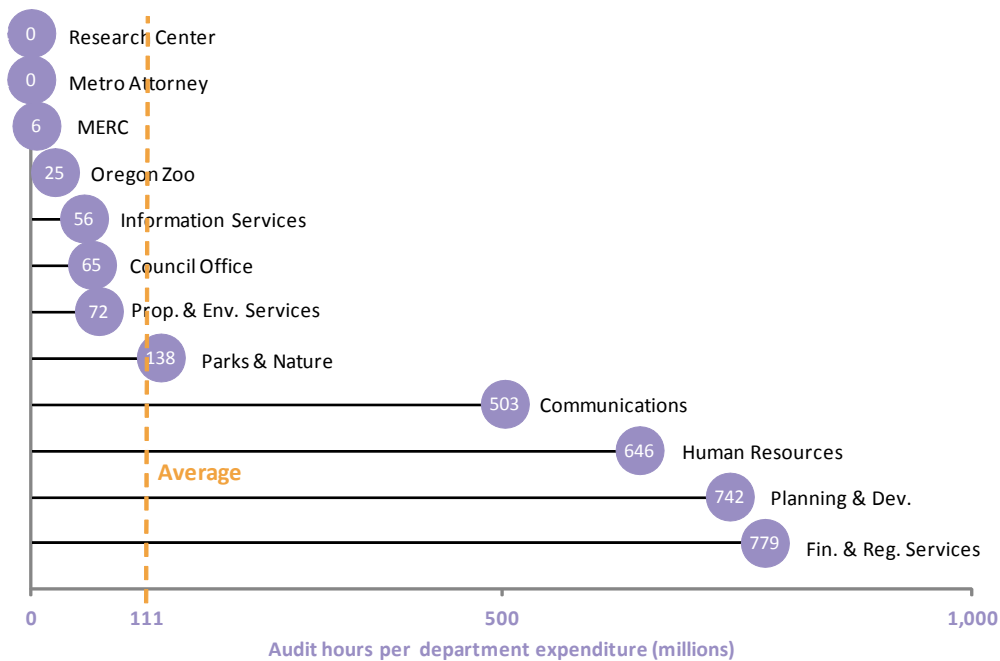 0 Research Center
0 Metro Attorney
6 MERC
25 Oregon Zoo
56 Information Services
65 Council Office
72 Prop. & Env. Services
138 Parks & Nature
503 Communications
646 Human Resources
Average
742 Planning & Dev.
779 Fin. & Reg. Services
0 111 500 1,000
Audit hours per department expenditure (millions)